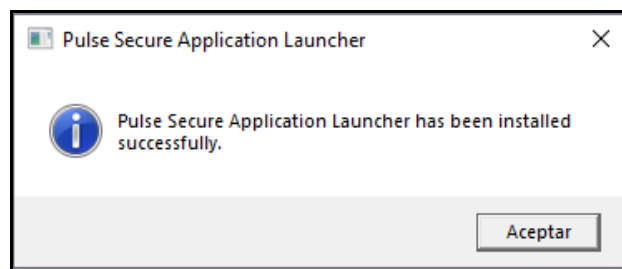 Pulse Secure Application Launcher
Pulse Secure Application Launcher has been installed
successfully.
Aceptar